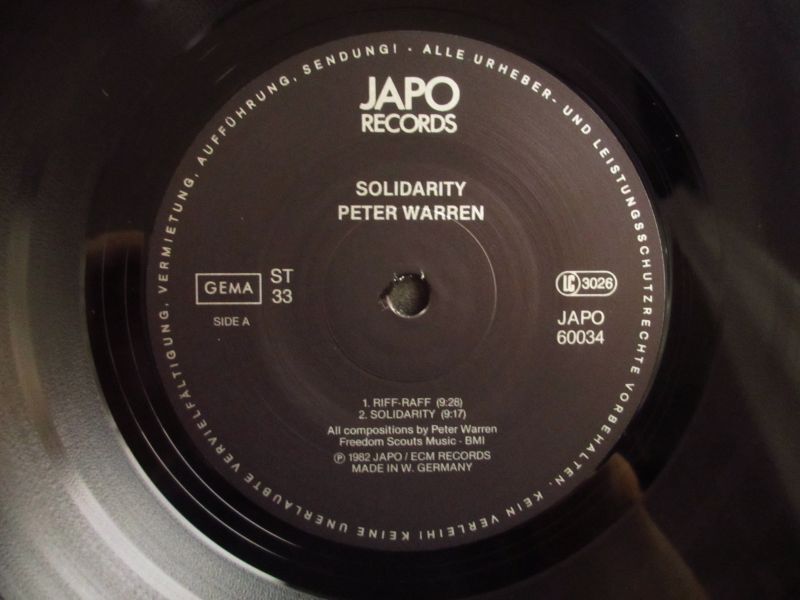 JAPO
RECORDS
SOLIDARITY
PETER WARREN
GEMA
ST
33
SIDE A
LC 3026
JAPO
60034
1. RIFF-RAFF (9:28)
2. SOLIDARITY (9:17)
All compositions by Peter Warren
Freedom Scouts Music - BMI
Ⓟ 1982 JAPO / ECM RECORDS
MADE IN W. GERMANY
ALLE URHEBER- UND LEISTUNGSSCHUTZRECHTE VORBEHALTEN. KEIN VERLEIH! KEINE UNERLAUBTE VERVIELFÄLTIGUNG, VERMIETUNG, AUFFÜHRUNG, SENDUNG! -